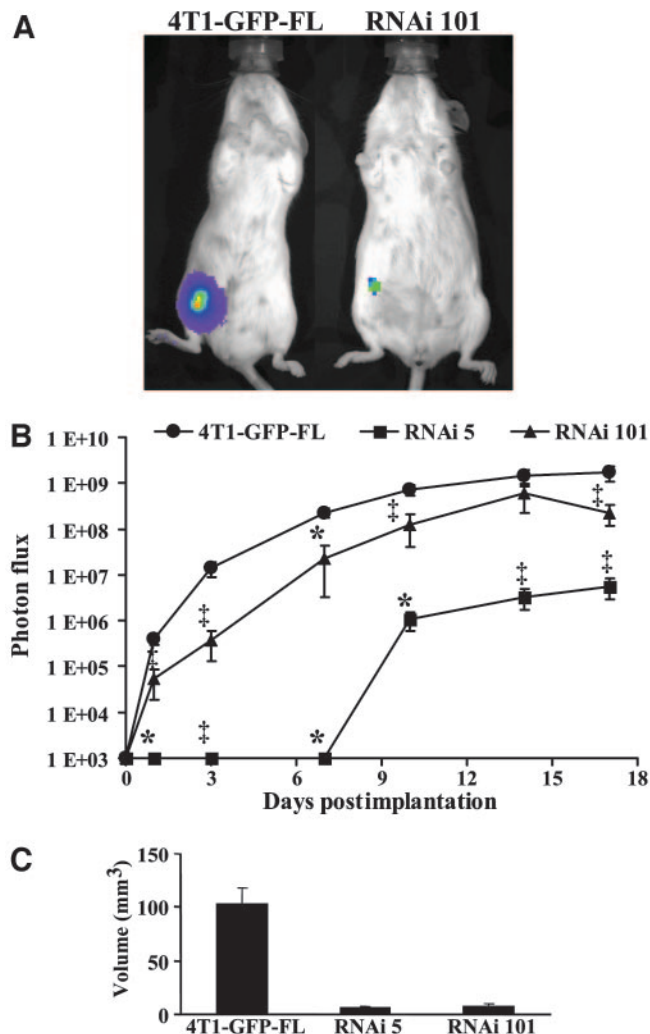 A
4T1-GFP-FL RNAi 101
B
4T1-GFP-FL RNAi 5 RNAi 101
1 E+10
1 E+09
1 E+08
1 E+07
1 E+06
1 E+05
1 E+04
1 E+03
Photon flux
* ‡ ‡
‡ * ‡ ‡
‡
* ‡ *
0 3 6 9 12 15 18
Days postimplantation
C
150
100
50
0
Volume (mm³)
4T1-GFP-FL RNAi 5 RNAi 101